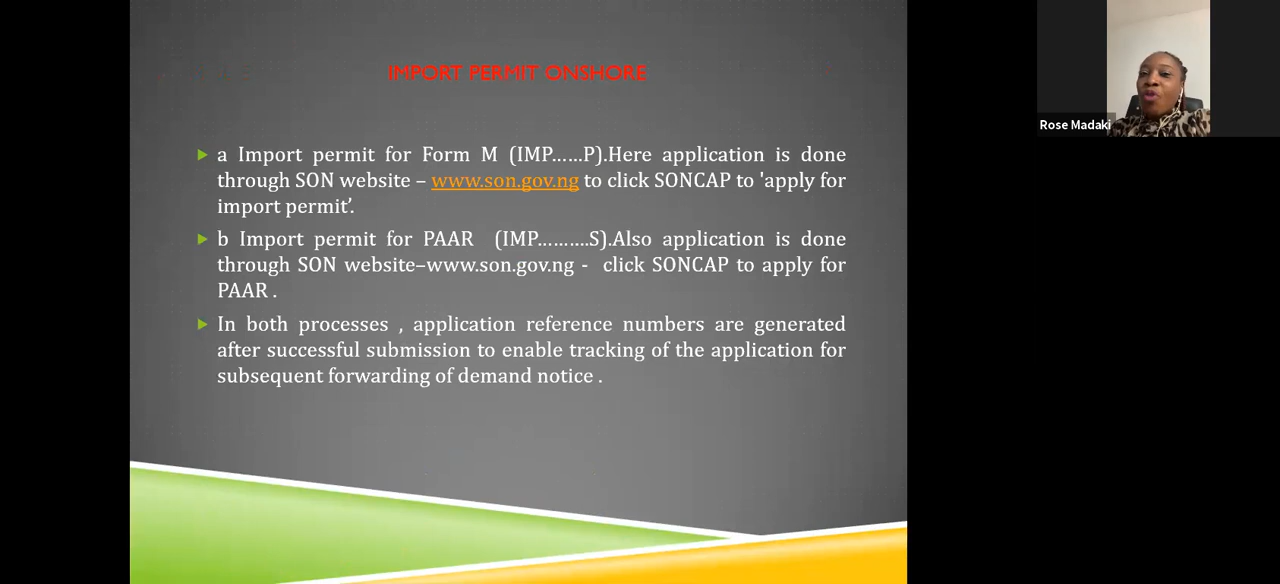 IMPORT PERMIT ONSHORE
a Import permit for Form M (IMP......P).Here application is done
through SON website – www.son.gov.ng to click SONCAP to 'apply for
import permit’.
b Import permit for PAAR (IMP..........S).Also application is done
through SON website–www.son.gov.ng - click SONCAP to apply for
PAAR .
In both processes , application reference numbers are generated
after successful submission to enable tracking of the application for
subsequent forwarding of demand notice .
Rose Madaki